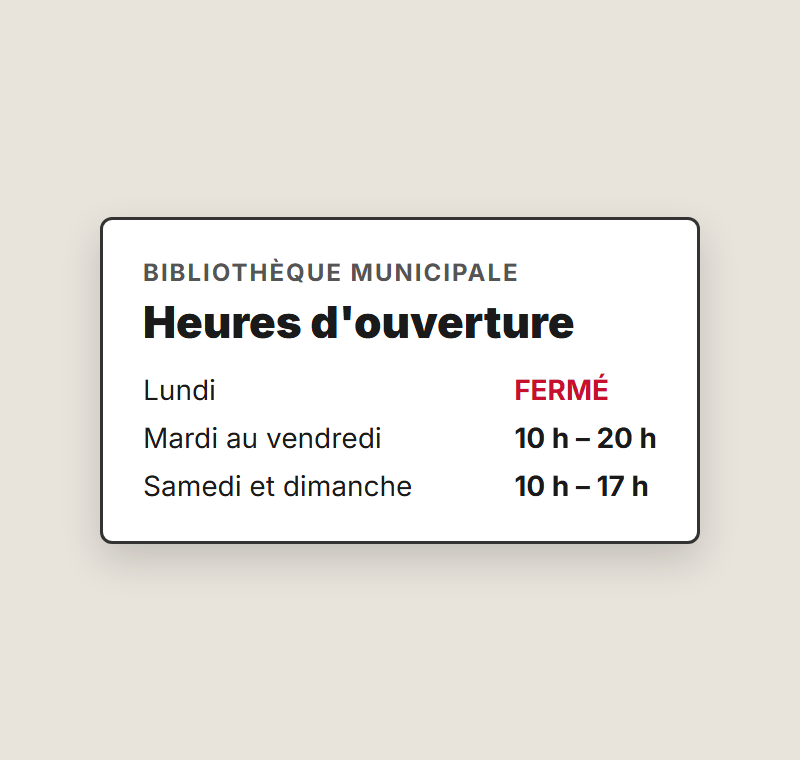 BIBLIOTHÈQUE MUNICIPALE
Heures d'ouverture
Lundi FERMÉ
Mardi au vendredi 10 h – 20 h
Samedi et dimanche 10 h – 17 h